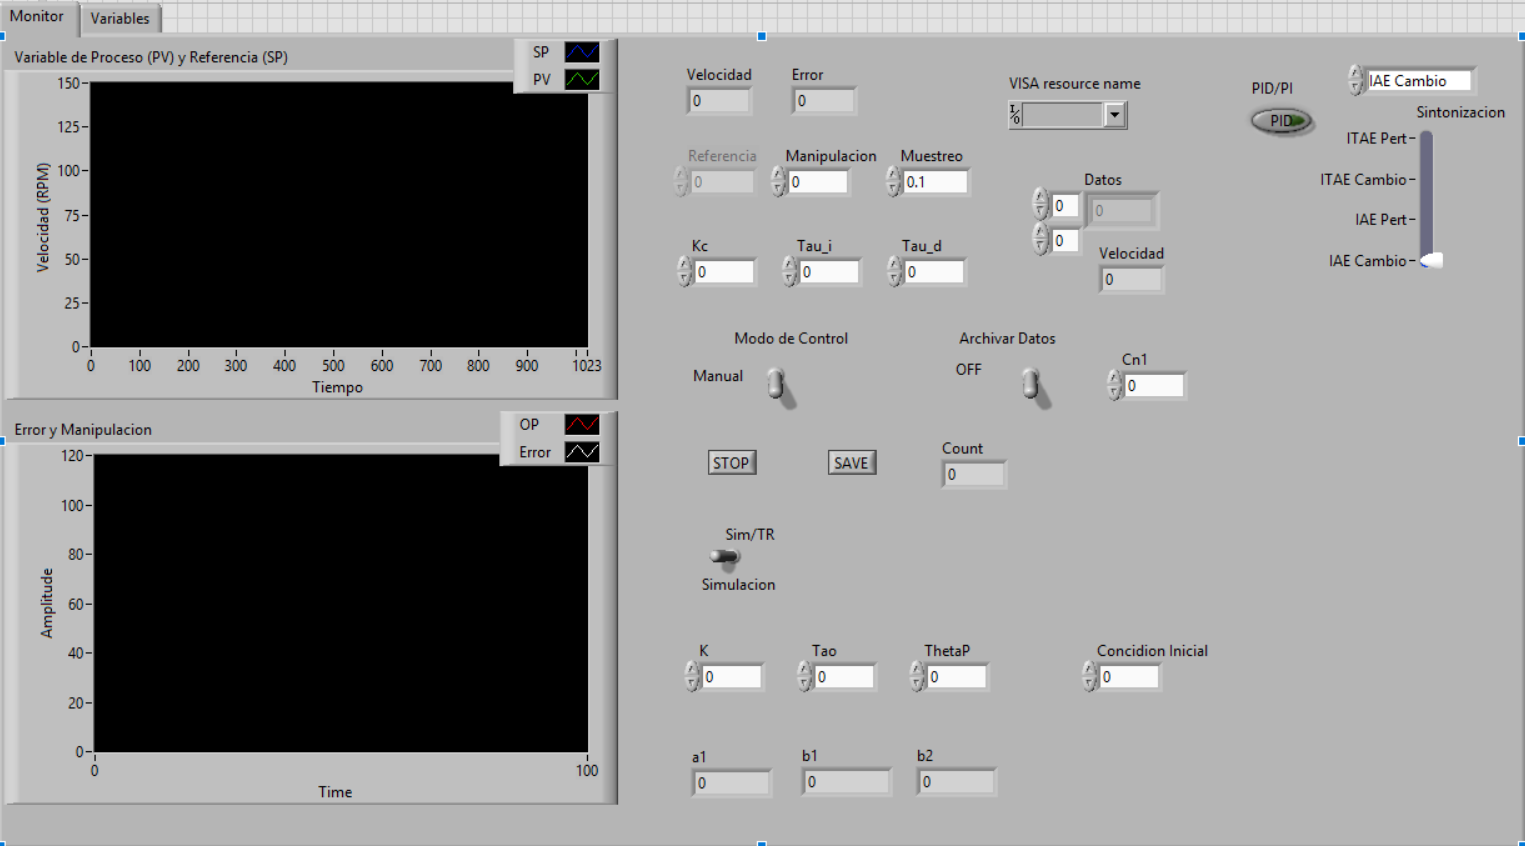 Monitor
Variables
Variable de Proceso (PV) y Referencia (SP)
SP
PV
150
125
100
75
50
25
0
Velocidad (RPM)
0 100 200 300 400 500 600 700 800 900 1023
Tiempo
Error y Manipulacion
OP
Error
120
100
80
60
40
20
0
Amplitude
0 100
Time
Velocidad
0
Error
0
VISA resource name
I/0
PID/PI
PID
IAE Cambio
Sintonizacion
ITAE Pert
ITAE Cambio
IAE Pert
IAE Cambio
Referencia
0
Manipulacion
0
Muestreo
0.1
Datos
0
0
0
Velocidad
0
Kc
0
Tau_i
0
Tau_d
0
Modo de Control
Manual
Archivar Datos
OFF
Cn1
0
STOP
SAVE
Count
0
Sim/TR
Simulacion
K
0
Tao
0
ThetaP
0
Concidion Inicial
0
a1
0
b1
0
b2
0